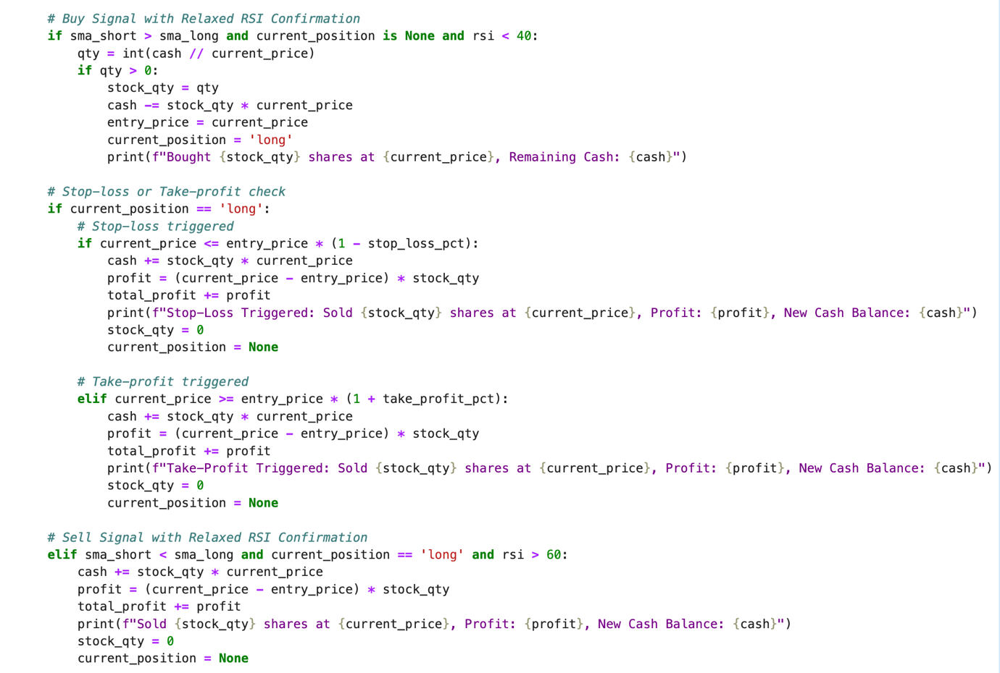 # Buy Signal with Relaxed RSI Confirmation
if sma_short > sma_long and current_position is None and rsi < 40:
    qty = int(cash // current_price)
    if qty > 0:
        stock_qty = qty
        cash -= stock_qty * current_price
        entry_price = current_price
        current_position = 'long'
        print(f"Bought {stock_qty} shares at {current_price}, Remaining Cash: {cash}")

# Stop-loss or Take-profit check
if current_position == 'long':
    # Stop-loss triggered
    if current_price <= entry_price * (1 - stop_loss_pct):
        cash += stock_qty * current_price
        profit = (current_price - entry_price) * stock_qty
        total_profit += profit
        print(f"Stop-Loss Triggered: Sold {stock_qty} shares at {current_price}, Profit: {profit}, New Cash Balance: {cash}")
        stock_qty = 0
        current_position = None

    # Take-profit triggered
    elif current_price >= entry_price * (1 + take_profit_pct):
        cash += stock_qty * current_price
        profit = (current_price - entry_price) * stock_qty
        total_profit += profit
        print(f"Take-Profit Triggered: Sold {stock_qty} shares at {current_price}, Profit: {profit}, New Cash Balance: {cash}")
        stock_qty = 0
        current_position = None

# Sell Signal with Relaxed RSI Confirmation
elif sma_short < sma_long and current_position == 'long' and rsi > 60:
    cash += stock_qty * current_price
    profit = (current_price - entry_price) * stock_qty
    total_profit += profit
    print(f"Sold {stock_qty} shares at {current_price}, Profit: {profit}, New Cash Balance: {cash}")
    stock_qty = 0
    current_position = None